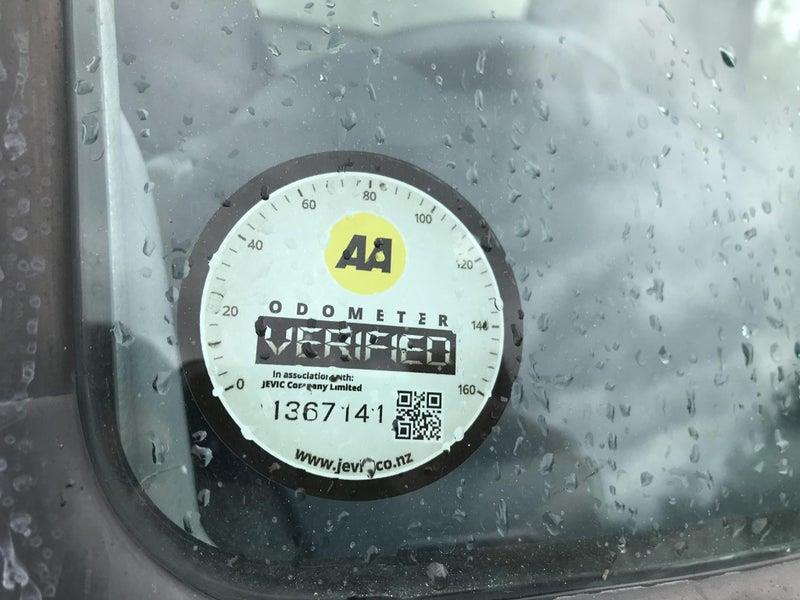 0 20 40 60 80 100 120 140 160
AA
ODOMETER
VERIFIED
In association with:
JEVIC Company Limited
1367141
www.jevic.co.nz